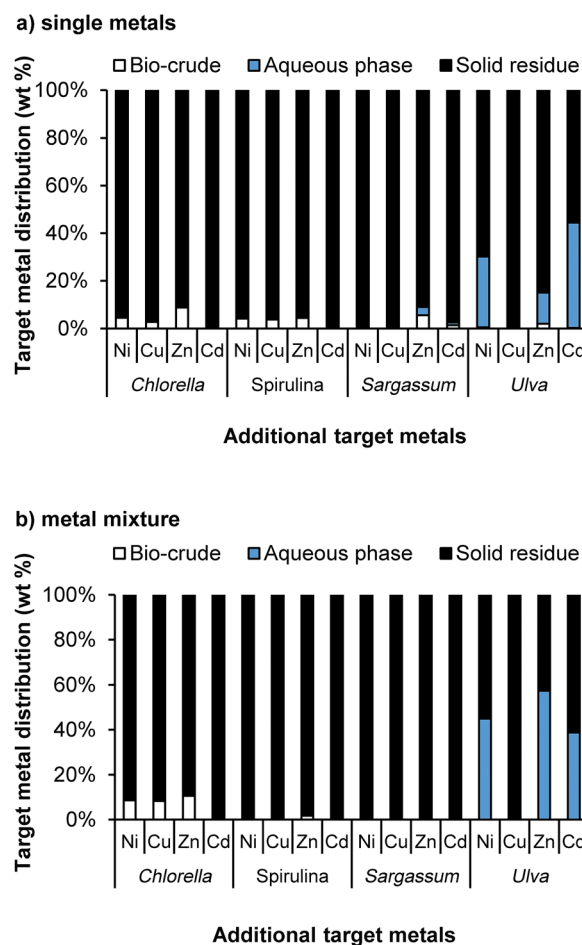 a) single metals
Bio-crude Aqueous phase Solid residue
Target metal distribution (wt %)
100%
80%
60%
40%
20%
0%
Ni Cu Zn Cd Ni Cu Zn Cd Ni Cu Zn Cd Ni Cu Zn Cd
Chlorella Spirulina Sargassum Ulva
Additional target metals
b) metal mixture
Bio-crude Aqueous phase Solid residue
Target metal distribution (wt %)
100%
80%
60%
40%
20%
0%
Ni Cu Zn Cd Ni Cu Zn Cd Ni Cu Zn Cd Ni Cu Zn Cd
Chlorella Spirulina Sargassum Ulva
Additional target metals